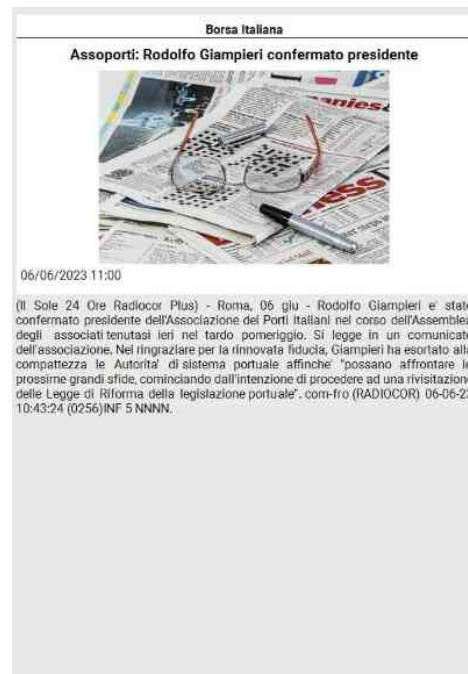 Borsa Italiana
Assoporti: Rodolfo Giampieri confermato presidente
06/06/2023 11:00
(Il Sole 24 Ore Radiocor Plus) - Roma, 06 giu - Rodolfo Giampieri e' stat
confermato presidente dell'Associazione dei Porti Italiani nel corso dell'Assemblea
degli associati tenutasi ieri nel tardo pomeriggio. Si legge in un comunicato
dell'associazione. Nel ringraziare per la rinnovata fiducia, Giampieri ha esortato alla
compattezza le Autorita' di sistema portuale affinche' "possano affrontare le
prossime grandi sfide, cominciando dall'intenzione di procedere ad una rivisitazione
delle Legge di Riforma della legislazione portuale". com-fro (RADIOCOR) 06-06-23
10:43:24 (0256)INF 5 NNNN.